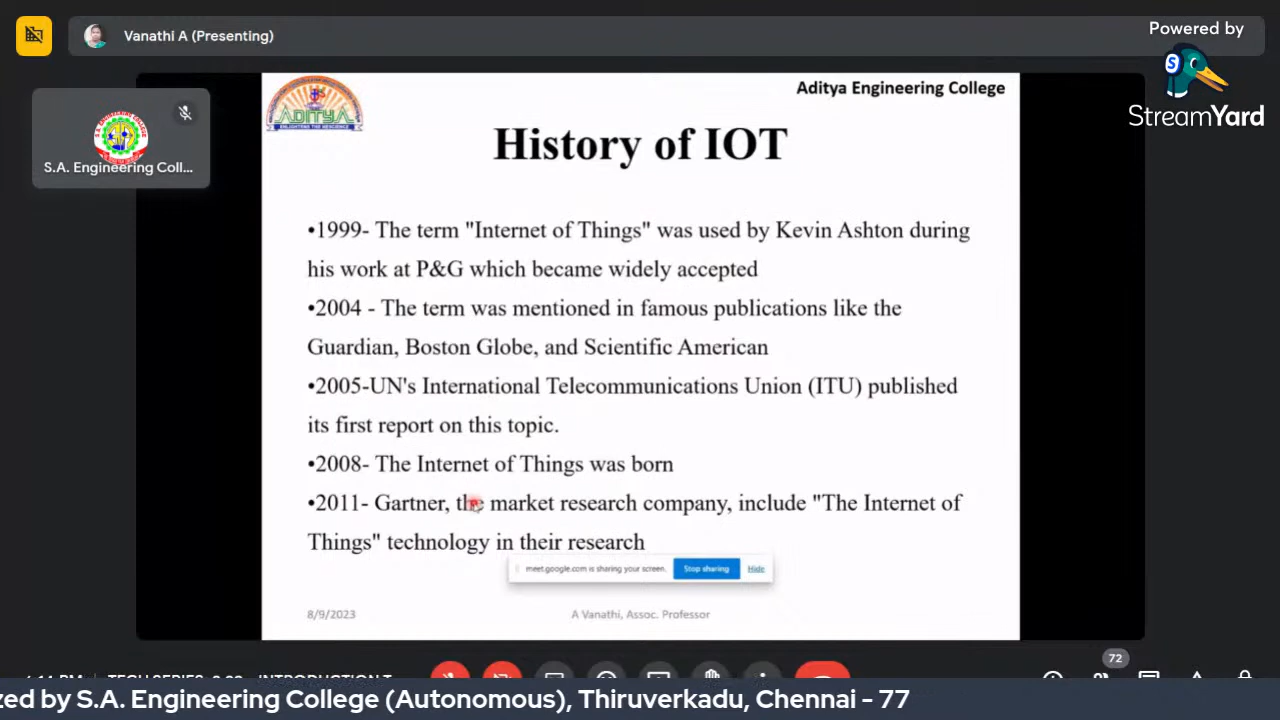 Vanathi A (Presenting)
Powered by
StreamYard
S.A. Engineering Coll...
ADITYA
Aditya Engineering College
History of IOT
•1999- The term "Internet of Things" was used by Kevin Ashton during
his work at P&G which became widely accepted
•2004 - The term was mentioned in famous publications like the
Guardian, Boston Globe, and Scientific American
•2005-UN's International Telecommunications Union (ITU) published
its first report on this topic.
•2008- The Internet of Things was born
•2011- Gartner, the market research company, include "The Internet of
Things" technology in their research
meet.google.com is sharing your screen.
Stop sharing
Hide
8/9/2023
A Vanathi, Assoc. Professor
72
zed by S.A. Engineering College (Autonomous), Thiruverkadu, Chennai - 77